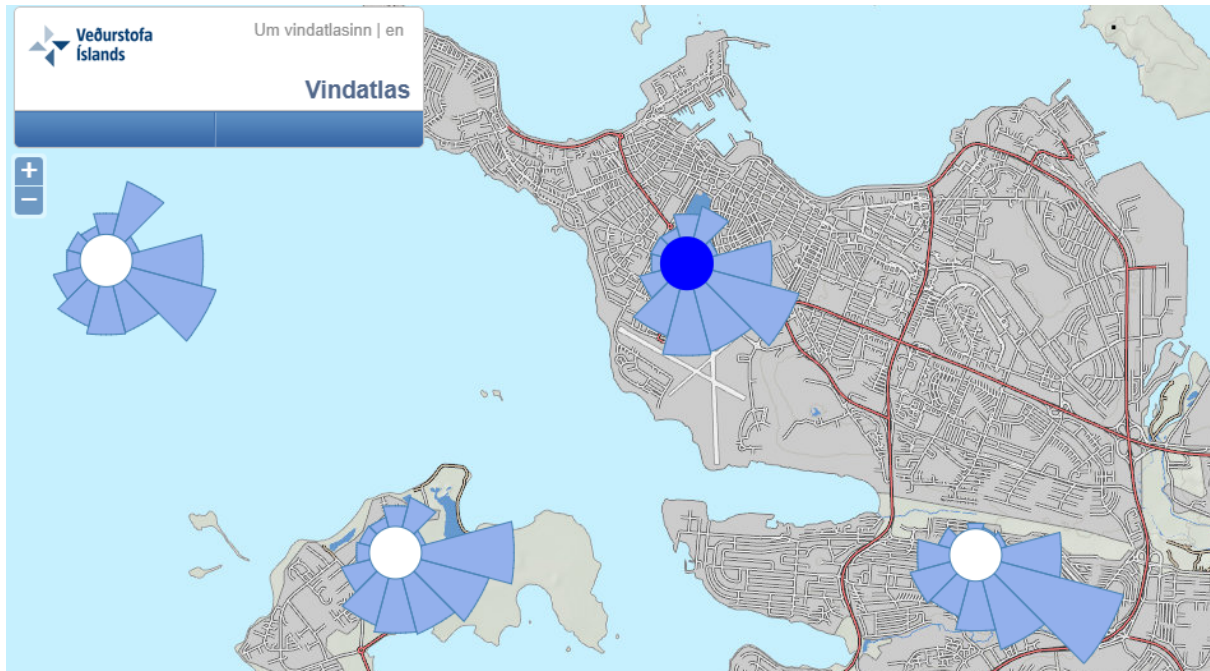 Veðurstofa
Íslands
Um vindatlasinn | en
Vindatlas
+
−